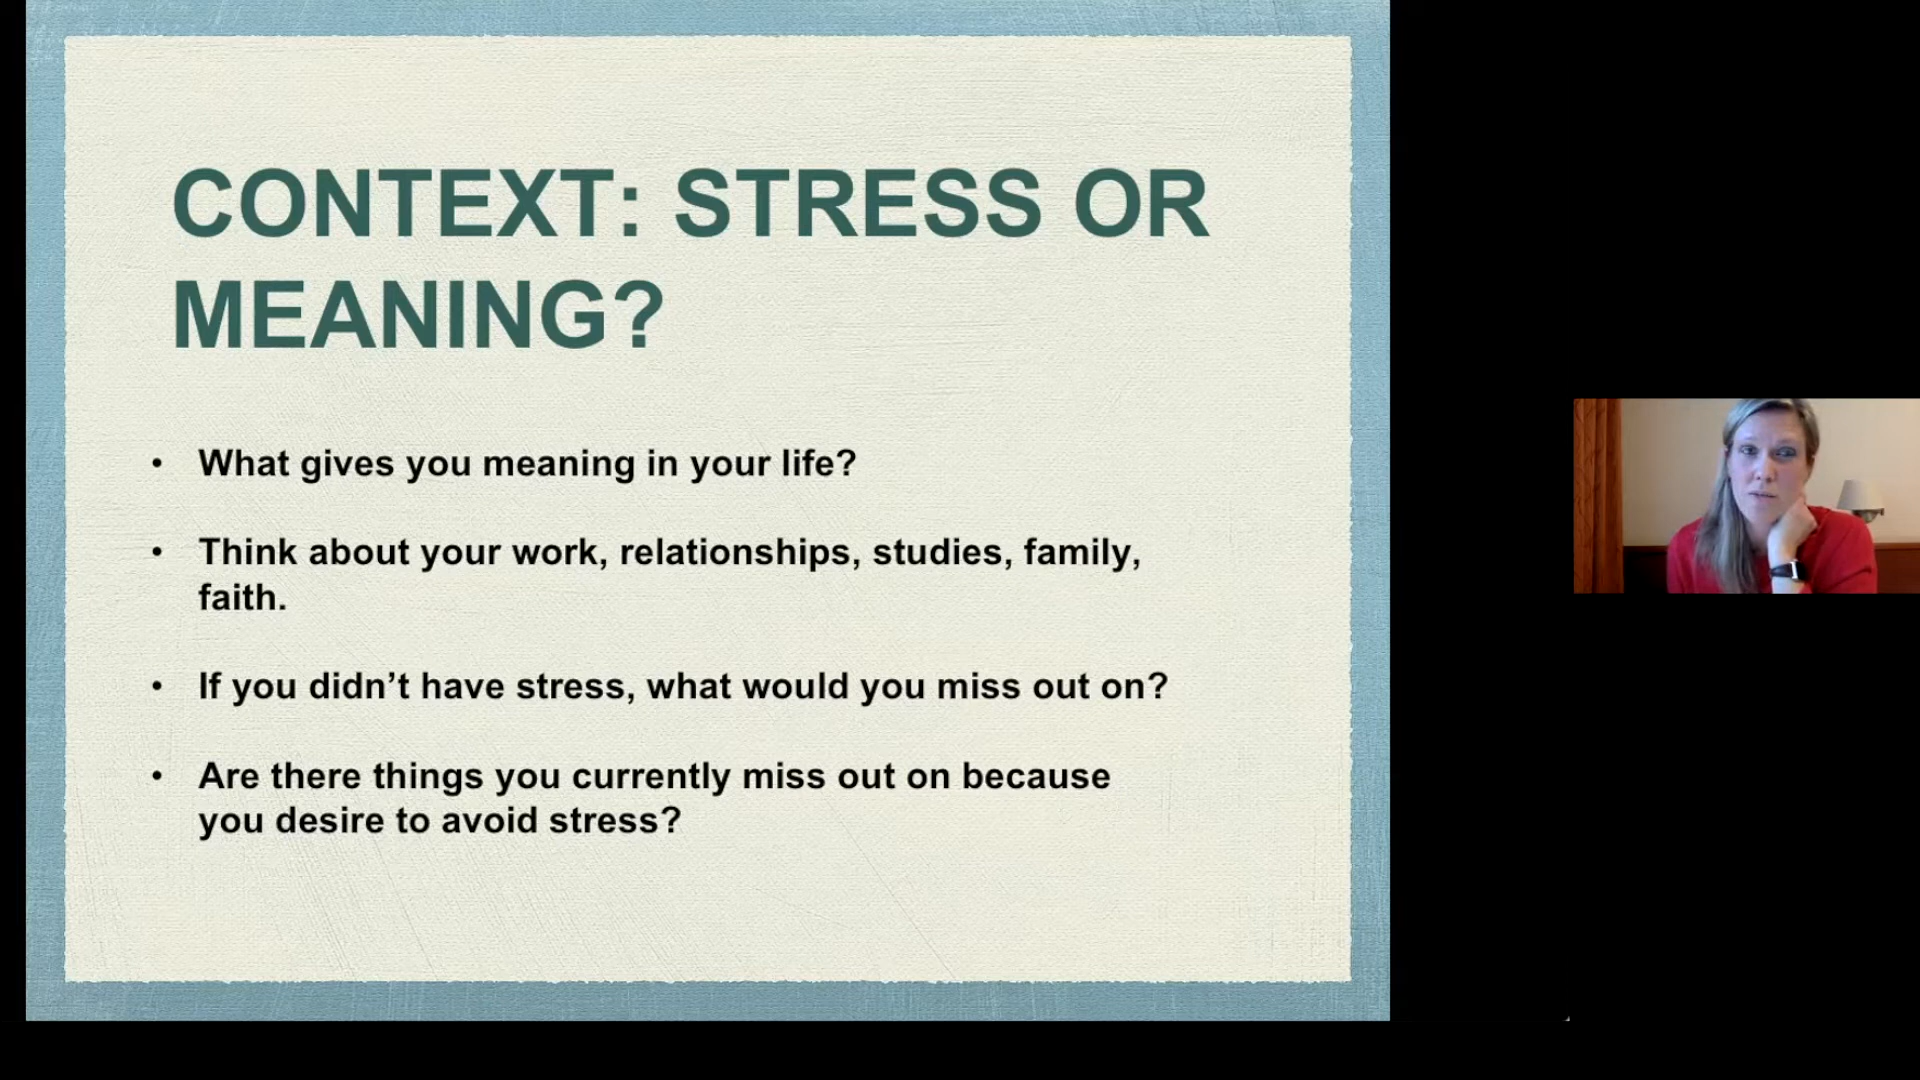 CONTEXT: STRESS OR
MEANING?
• What gives you meaning in your life?
• Think about your work, relationships, studies, family,
faith.
• If you didn’t have stress, what would you miss out on?
• Are there things you currently miss out on because
you desire to avoid stress?